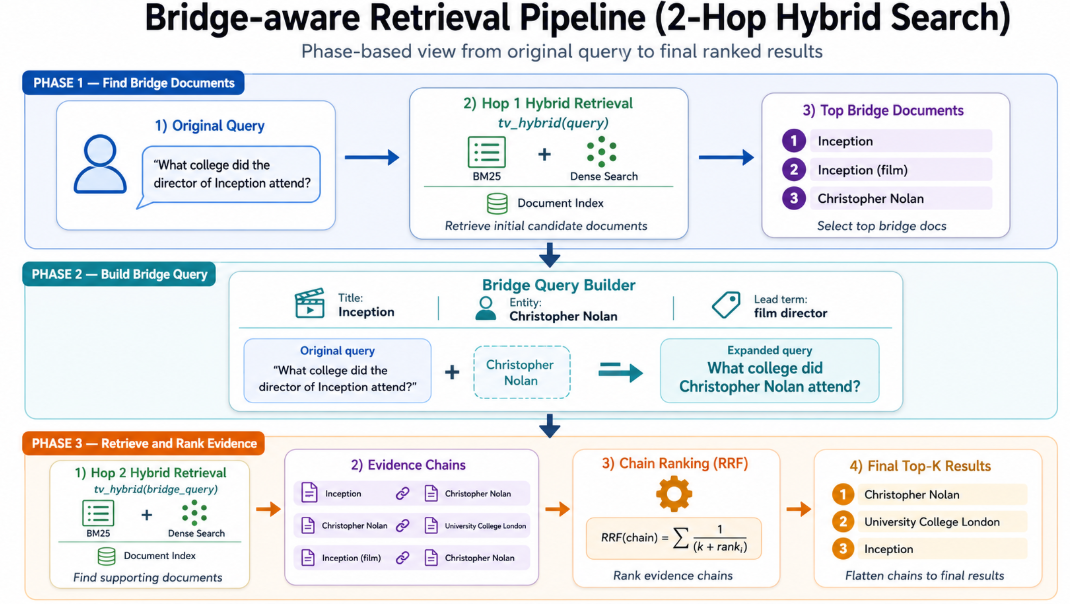 Bridge-aware Retrieval Pipeline (2-Hop Hybrid Search)
Phase-based view from original query to final ranked results
PHASE 1 — Find Bridge Documents
1) Original Query
"What college did the
director of Inception attend?
2) Hop 1 Hybrid Retrieval
tv_hybrid(query)
+
BM25
Dense Search
Document Index
Retrieve initial candidate documents
3) Top Bridge Documents
1 Inception
2 Inception (film)
3 Christopher Nolan
Select top bridge docs
PHASE 2 — Build Bridge Query
Bridge Query Builder
Title:
Inception
Entity:
Christopher Nolan
Lead term:
film director
Original query
"What college did the
director of Inception attend?"
+
Christopher
Nolan
Expanded query
What college did
Christopher Nolan attend?
PHASE 3 — Retrieve and Rank Evidence
1) Hop 2 Hybrid Retrieval
tv_hybrid(bridge_query)
+
BM25
Dense Search
Document Index
Find supporting documents
2) Evidence Chains
Inception Christopher Nolan
Christopher Nolan University College London
Inception (film) Christopher Nolan
3) Chain Ranking (RRF)
RRF(chain) = ∑ 1 / (k + rankᵢ)
Rank evidence chains
4) Final Top-K Results
1 Christopher Nolan
2 University College London
3 Inception
Flatten chains to final results